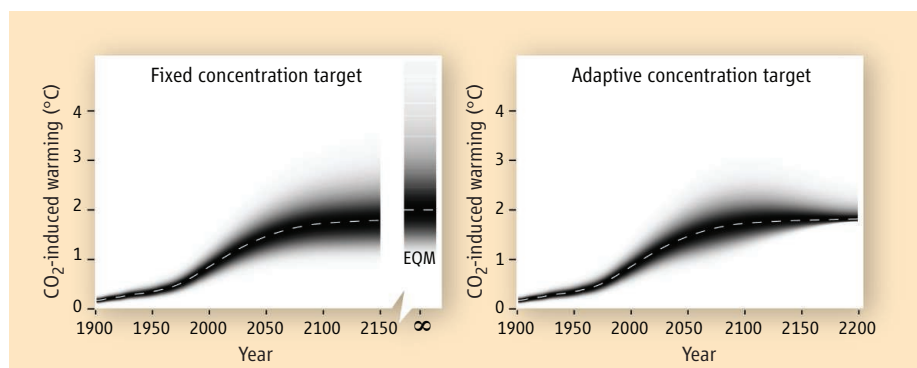 Fixed concentration target
CO₂-induced warming (°C)
4
3
2
1
0
EQM
1900 1950 2000 2050 2100 2150 ∞
Year
Adaptive concentration target
CO₂-induced warming (°C)
4
3
2
1
0
1900 1950 2000 2050 2100 2150 2200
Year